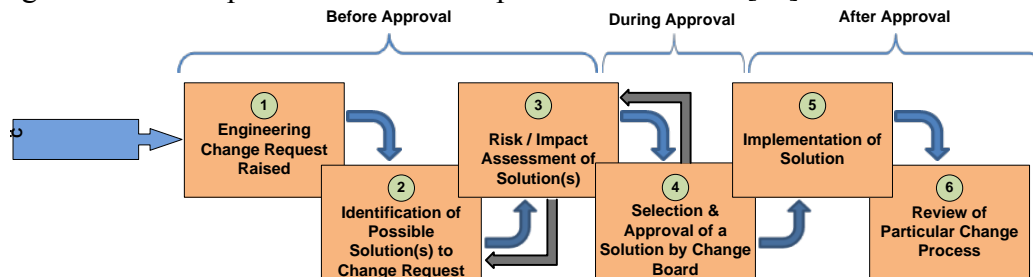 Before Approval
During Approval
After Approval
1
Engineering
Change Request
Raised
2
Identification of
Possible
Solution(s) to
Change Request
3
Risk / Impact
Assessment of
Solution(s)
4
Selection &
Approval of a
Solution by Change
Board
5
Implementation of
Solution
6
Review of
Particular Change
Process